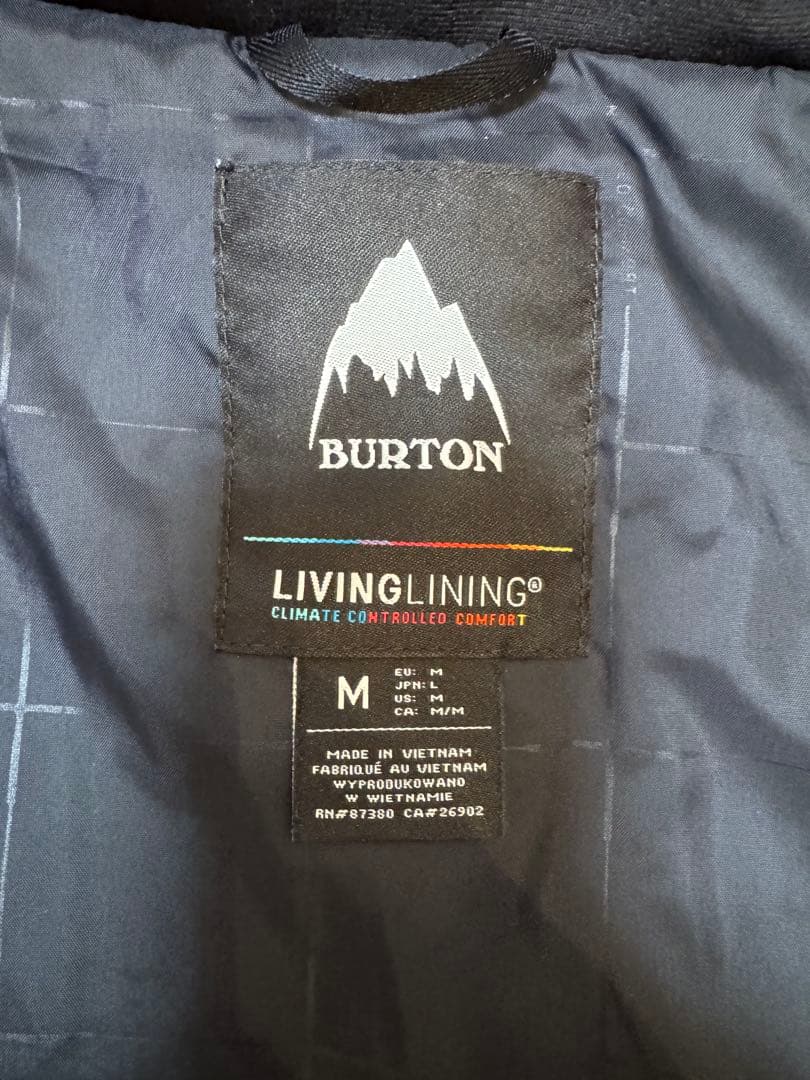 BURTON
LIVINGLINING®
CLIMATE CONTROLLED COMFORT
M
EU: M
JPN: L
US: M
CA: M/M
MADE IN VIETNAM
FABRIQUÉ AU VIETNAM
WYPRODUKOWANO
W WIETNAMIE
RN#87380 CA#26902